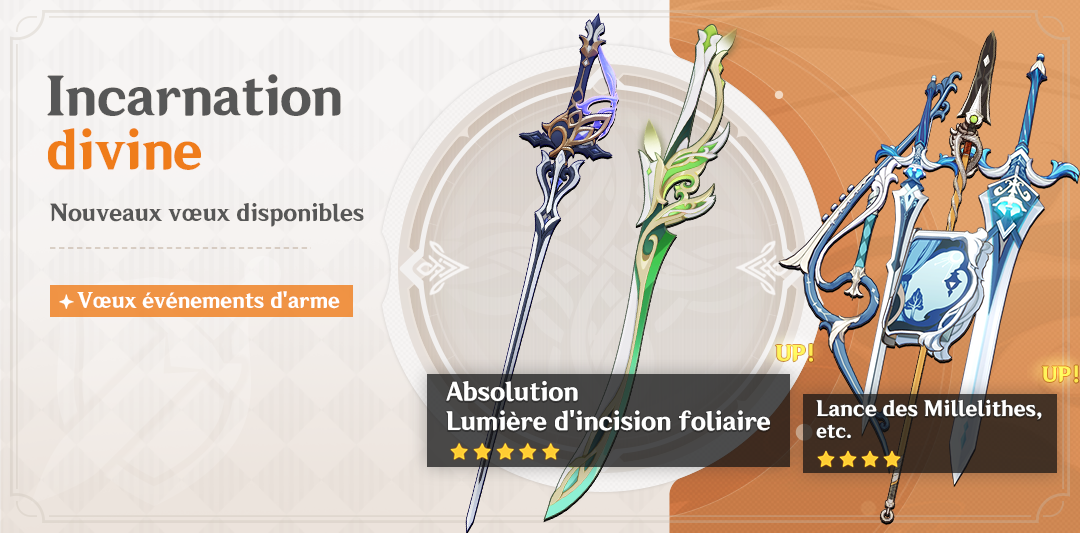 Incarnation
divine
Nouveaux vœux disponibles
Vœux événements d'arme
Absolution
Lumière d'incision foliaire
UP!
UP!
Lance des Millelithes,
etc.